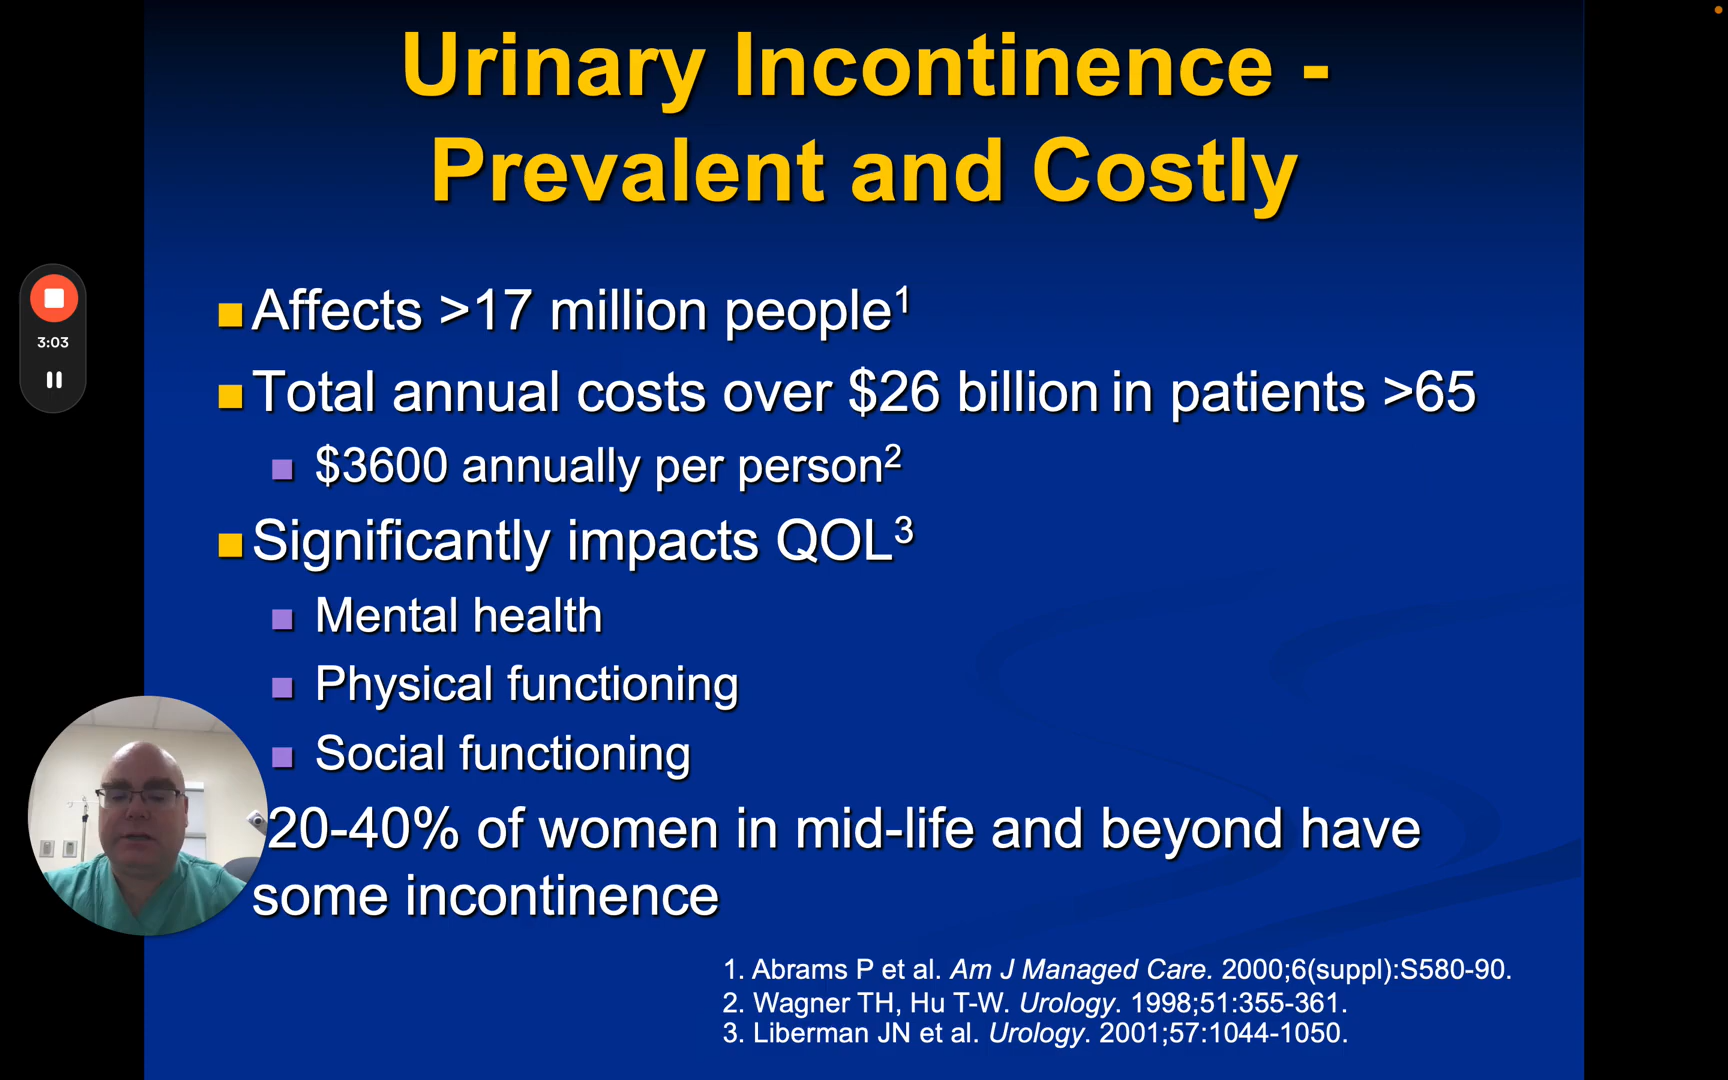 Urinary Incontinence -
Prevalent and Costly
Affects >17 million people¹
Total annual costs over $26 billion in patients >65
$3600 annually per person²
Significantly impacts QOL³
3:03
Mental health
Physical functioning
Social functioning
20-40% of women in mid-life and beyond have
some incontinence
1. Abrams P et al. Am J Managed Care. 2000;6(suppl):S580-90.
2. Wagner TH, Hu T-W. Urology. 1998;51:355-361.
3. Liberman JN et al. Urology. 2001;57:1044-1050.